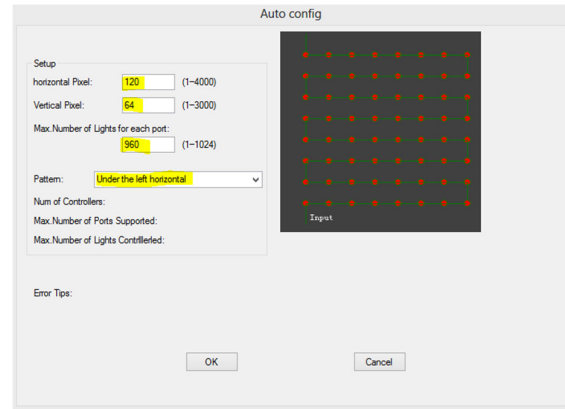 Auto config
Setup
horizontal Pixel: 120 (1~4000)
Vertical Pixel: 64 (1~3000)
Max.Number of Lights for each port:
960 (1~1024)
Pattern: Under the left horizontal
Num of Controllers:
Max.Number of Ports Supported:
Max.Number of Lights Contrlllerled:
Input
Error Tips:
OK Cancel